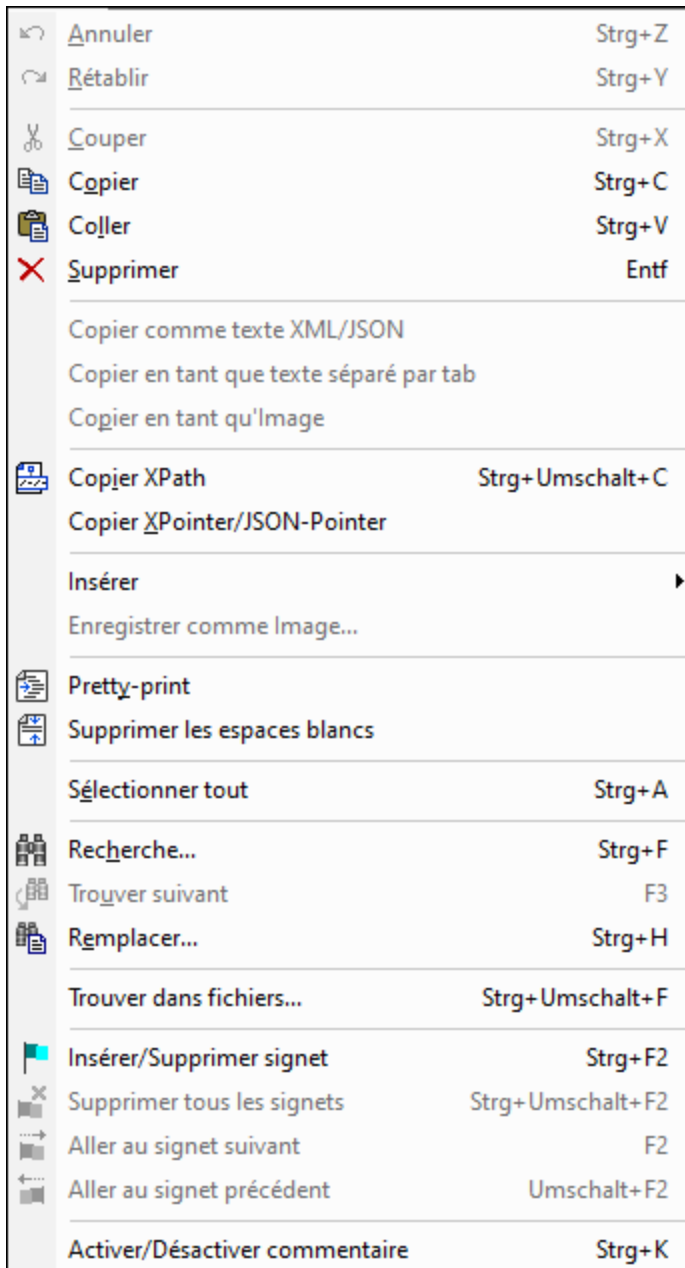 Annuler Strg+Z
Rétablir Strg+Y
Couper Strg+X
Copier Strg+C
Coller Strg+V
Supprimer Entf
Copier comme texte XML/JSON
Copier en tant que texte séparé par tab
Copier en tant qu'Image
Copier XPath Strg+Umschalt+C
Copier XPointer/JSON-Pointer
Insérer
Enregistrer comme Image...
Pretty-print
Supprimer les espaces blancs
Sélectionner tout Strg+A
Recherche... Strg+F
Trouver suivant F3
Remplacer... Strg+H
Trouver dans fichiers... Strg+Umschalt+F
Insérer/Supprimer signet Strg+F2
Supprimer tous les signets Strg+Umschalt+F2
Aller au signet suivant F2
Aller au signet précédent Umschalt+F2
Activer/Désactiver commentaire Strg+K